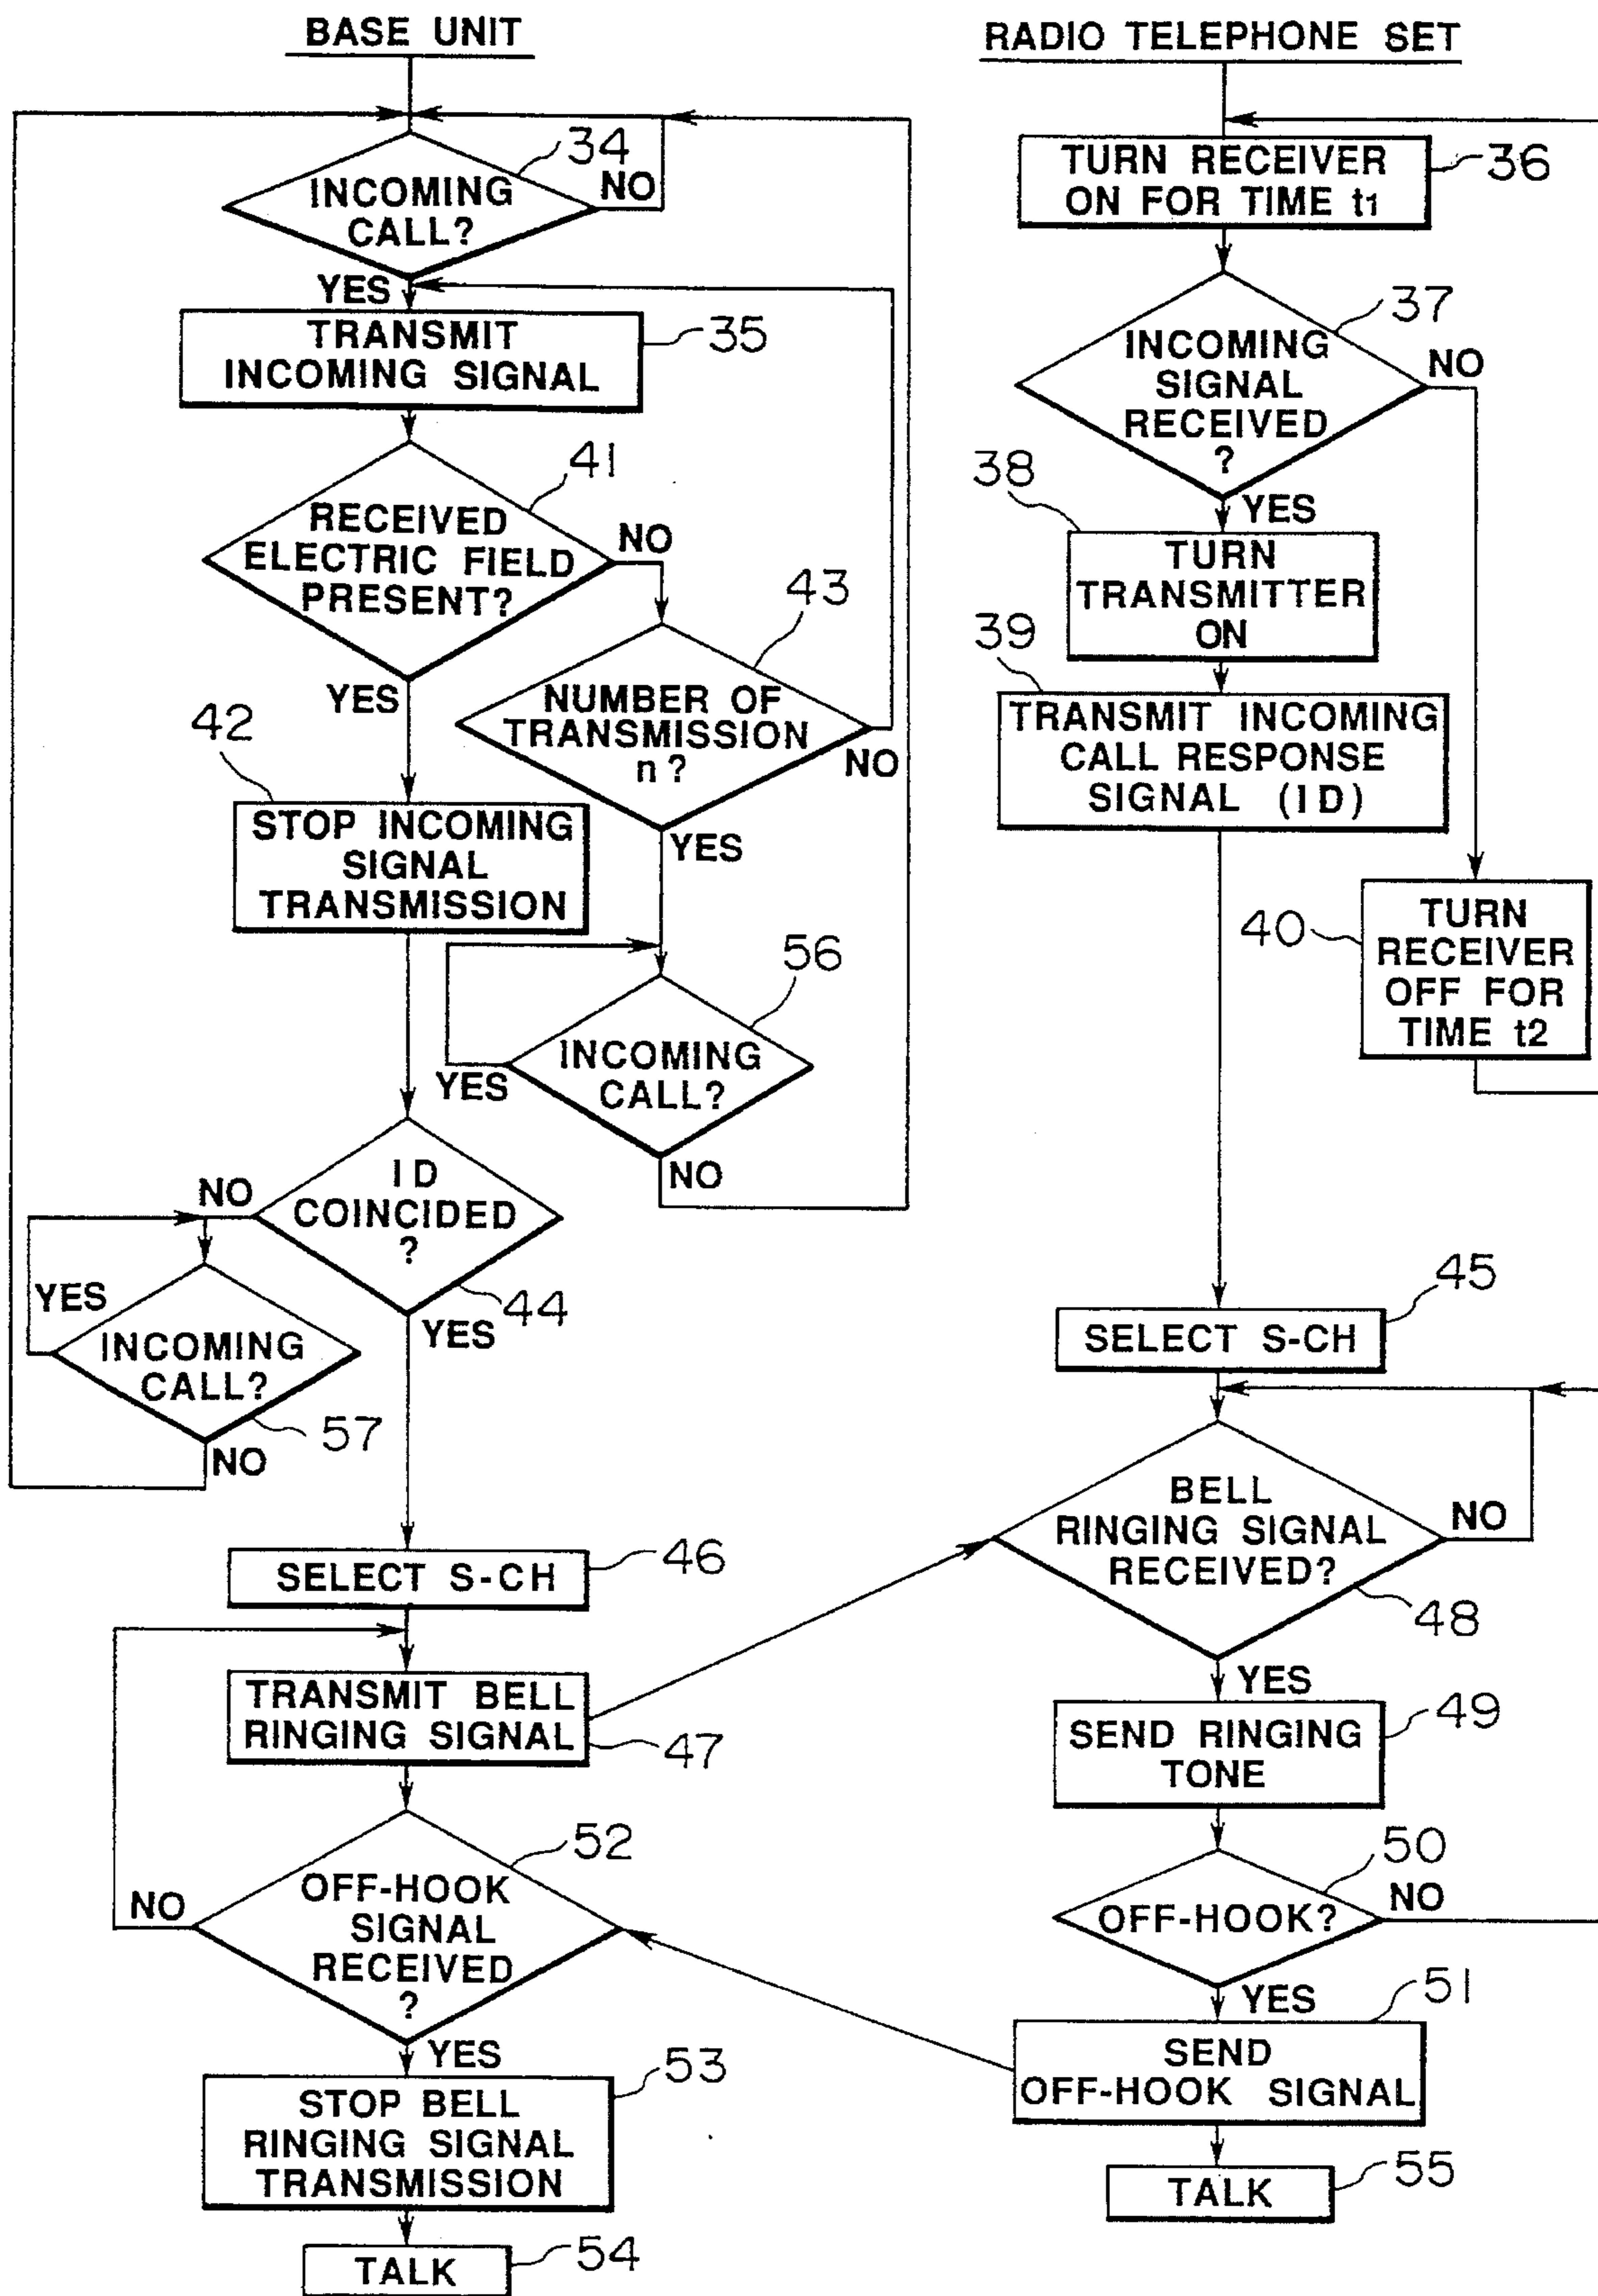 BASE UNIT
34
INCOMING
CALL?
NO
YES
TRANSMIT
INCOMING SIGNAL
35
41
RECEIVED
ELECTRIC FIELD
PRESENT?
NO
YES
43
NUMBER OF
TRANSMISSION
n?
NO
YES
42
STOP INCOMING
SIGNAL
TRANSMISSION
56
INCOMING
CALL?
YES
NO
ID
COINCIDED
?
NO
44
YES
YES
INCOMING
CALL?
57
NO
SELECT S-CH
46
TRANSMIT BELL
RINGING SIGNAL
47
52
OFF-HOOK
SIGNAL
RECEIVED
?
NO
YES
53
STOP BELL
RINGING SIGNAL
TRANSMISSION
TALK
54
RADIO TELEPHONE SET
TURN RECEIVER
ON FOR TIME t1
36
37
INCOMING
SIGNAL
RECEIVED
?
NO
YES
38
TURN
TRANSMITTER
ON
39
TRANSMIT INCOMING
CALL RESPONSE
SIGNAL (ID)
40
TURN
RECEIVER
OFF FOR
TIME t2
45
SELECT S-CH
BELL
RINGING SIGNAL
RECEIVED?
NO
48
YES
SEND RINGING
TONE
49
50
OFF-HOOK?
NO
YES
51
SEND
OFF-HOOK SIGNAL
TALK
55